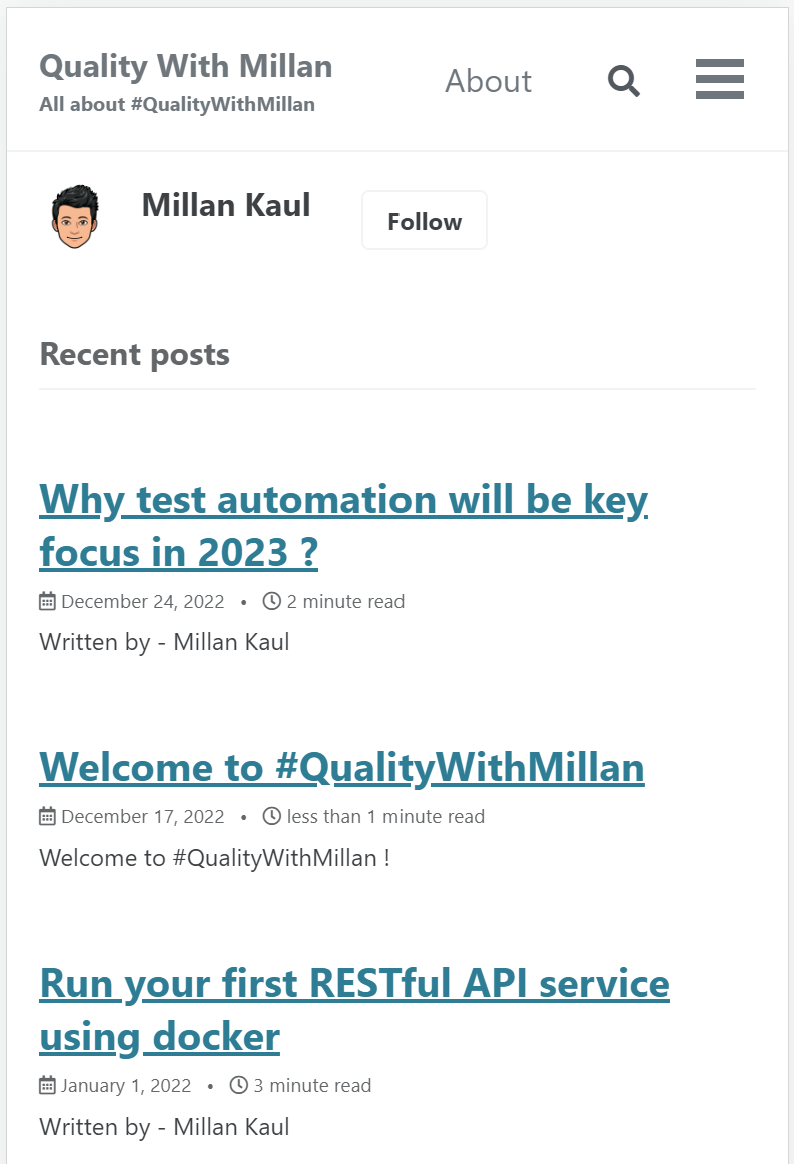 Quality With Millan
All about #QualityWithMillan
About
Millan Kaul
Follow
Recent posts
Why test automation will be key
focus in 2023 ?
December 24, 2022 • 2 minute read
Written by - Millan Kaul
Welcome to #QualityWithMillan
December 17, 2022 • less than 1 minute read
Welcome to #QualityWithMillan !
Run your first RESTful API service
using docker
January 1, 2022 • 3 minute read
Written by - Millan Kaul